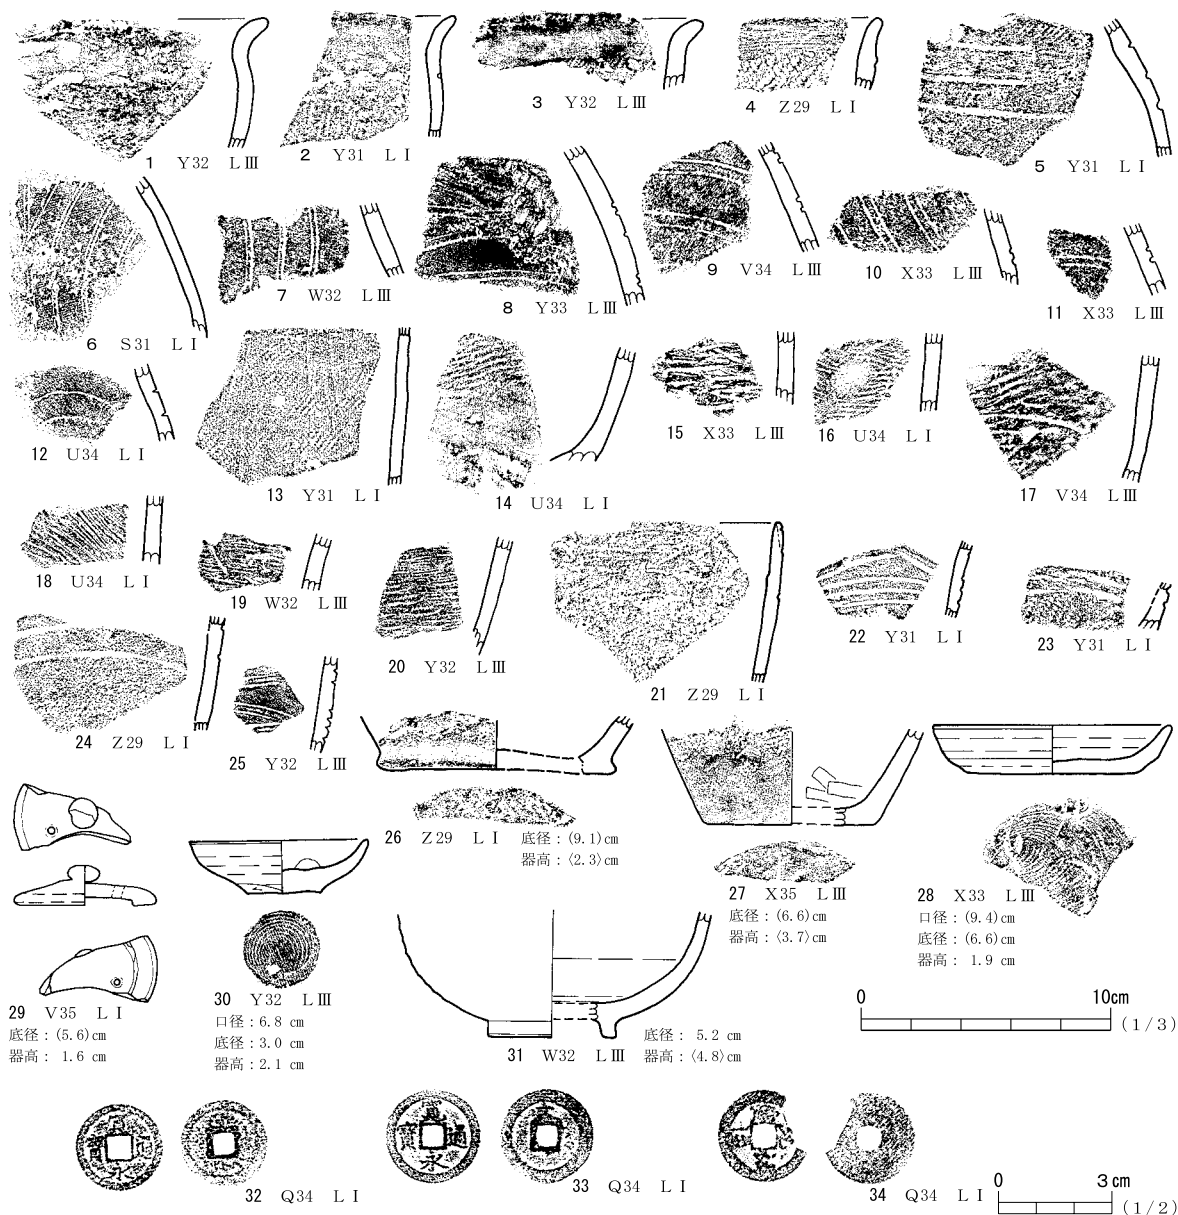 1 Y32 LⅢ
2 Y31 LⅠ
3 Y32 LⅢ
4 Z29 LⅠ
5 Y31 LⅠ
6 S31 LⅠ
7 W32 LⅢ
8 Y33 LⅢ
9 V34 LⅢ
10 X33 LⅢ
11 X33 LⅢ
12 U34 LⅠ
13 Y31 LⅠ
14 U34 LⅠ
15 X33 LⅢ
16 U34 LⅠ
17 V34 LⅢ
18 U34 LⅠ
19 W32 LⅢ
20 Y32 LⅢ
21 Z29 LⅠ
22 Y31 LⅠ
23 Y31 LⅠ
24 Z29 LⅠ
25 Y32 LⅢ
26 Z29 LⅠ
底径：(9.1)cm
器高：〈2.3〉cm
27 X35 LⅢ
底径：(6.6)cm
器高：〈3.7〉cm
28 X33 LⅢ
口径：(9.4)cm
底径：(6.6)cm
器高： 1.9 cm
29 V35 LⅠ
底径：(5.6)cm
器高： 1.6 cm
30 Y32 LⅢ
口径：6.8 cm
底径：3.0 cm
器高：2.1 cm
31 W32 LⅢ
底径： 5.2 cm
器高：〈4.8〉cm
0 10cm
(1/3)
寛永通寳
32 Q34 LⅠ
寛永通寳
文
33 Q34 LⅠ
34 Q34 LⅠ
0 3cm
(1/2)